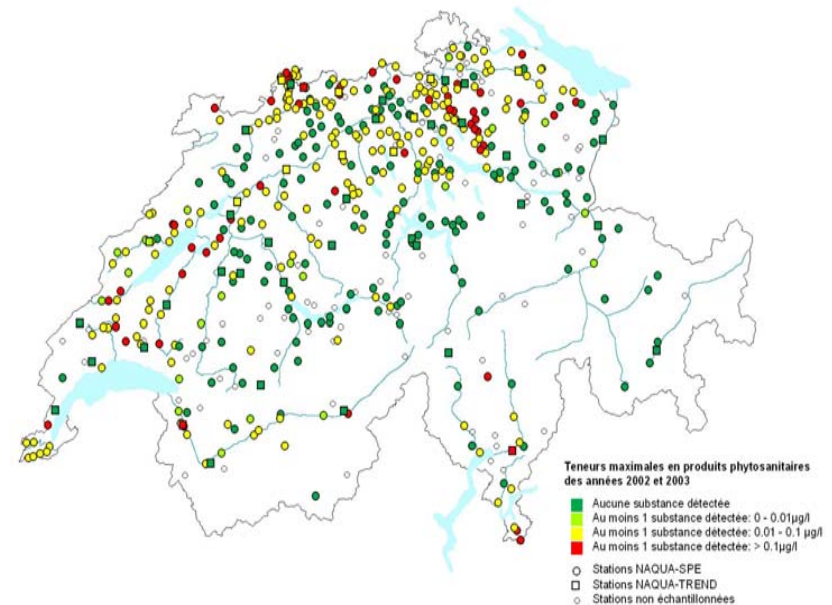 Teneurs maximales en produits phytosanitaires
des années 2002 et 2003
Aucune substance détectée
Au moins 1 substance détectée: 0 - 0.01µg/l
Au moins 1 substance détectée: 0.01 - 0.1 µg/l
Au moins 1 substance détectée: > 0.1µg/l
Stations NAQUA-SPE
Stations NAQUA-TREND
Stations non échantillonnées